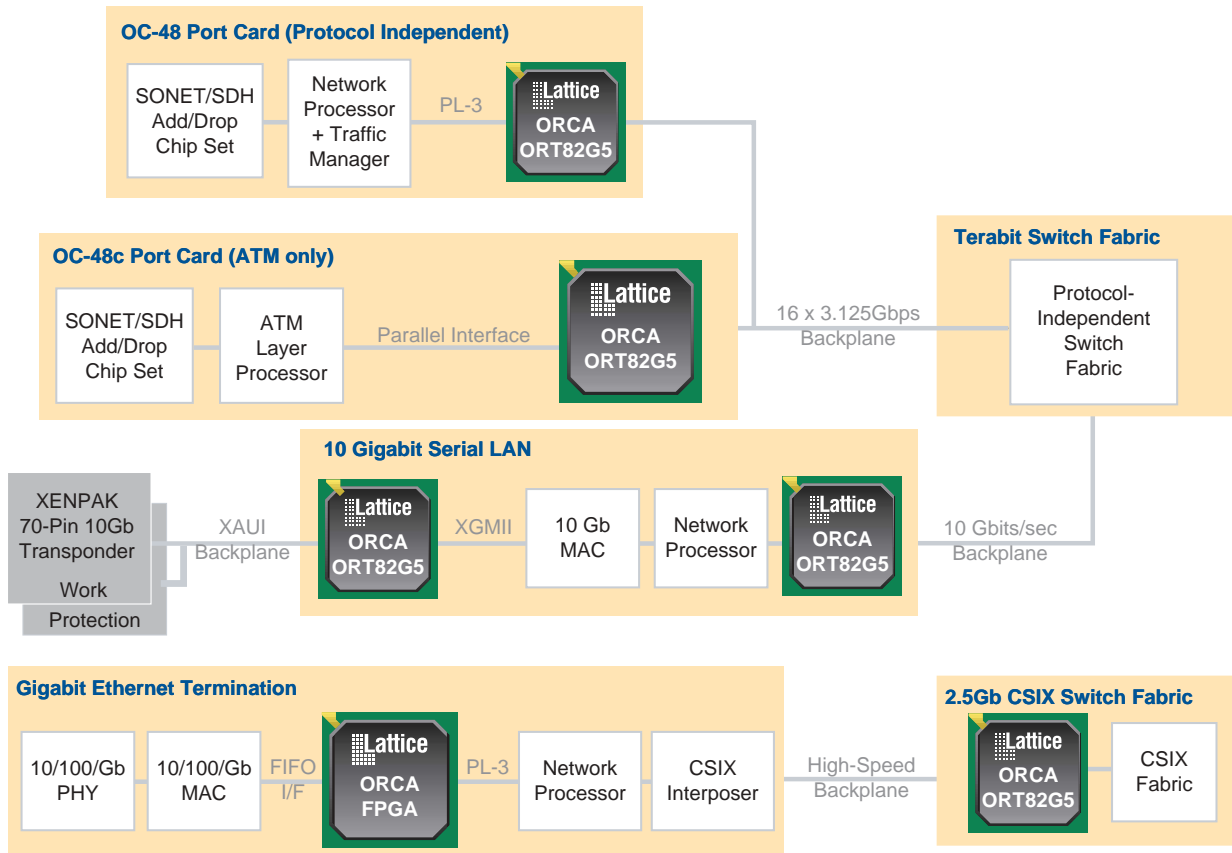 OC-48 Port Card (Protocol Independent)
SONET/SDH
Add/Drop
Chip Set
Network
Processor
+ Traffic
Manager
PL-3
Lattice
ORCA
ORT82G5
OC-48c Port Card (ATM only)
SONET/SDH
Add/Drop
Chip Set
ATM
Layer
Processor
Parallel Interface
Lattice
ORCA
ORT82G5
16 x 3.125Gbps
Backplane
Terabit Switch Fabric
Protocol-
Independent
Switch
Fabric
10 Gigabit Serial LAN
XENPAK
70-Pin 10Gb
Transponder
Work
Protection
XAUI
Backplane
Lattice
ORCA
ORT82G5
XGMII
10 Gb
MAC
Network
Processor
Lattice
ORCA
ORT82G5
10 Gbits/sec
Backplane
Gigabit Ethernet Termination
10/100/Gb
PHY
10/100/Gb
MAC
FIFO
I/F
Lattice
ORCA
FPGA
PL-3
Network
Processor
CSIX
Interposer
High-Speed
Backplane
2.5Gb CSIX Switch Fabric
Lattice
ORCA
ORT82G5
CSIX
Fabric